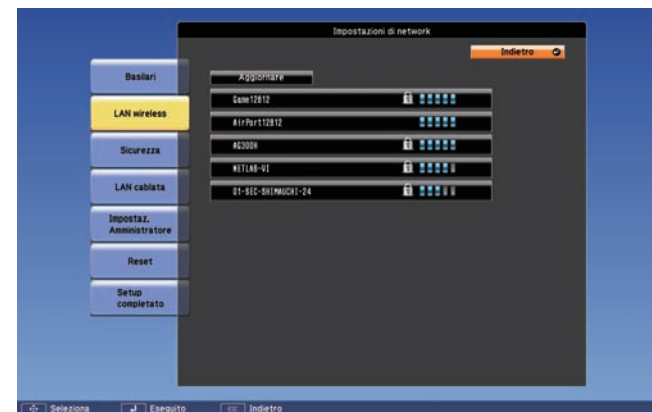 Impostazioni di network
Indietro
Basilari
LAN wireless
Sicurezza
LAN cablata
Impostaz.
Amministratore
Reset
Setup
completato
Aggiornare
Game12812
AirPort12812
AG300H
NETLAB-VI
D1-SEC-SHIMAUCHI-24
Seleziona
Eseguito
Indietro